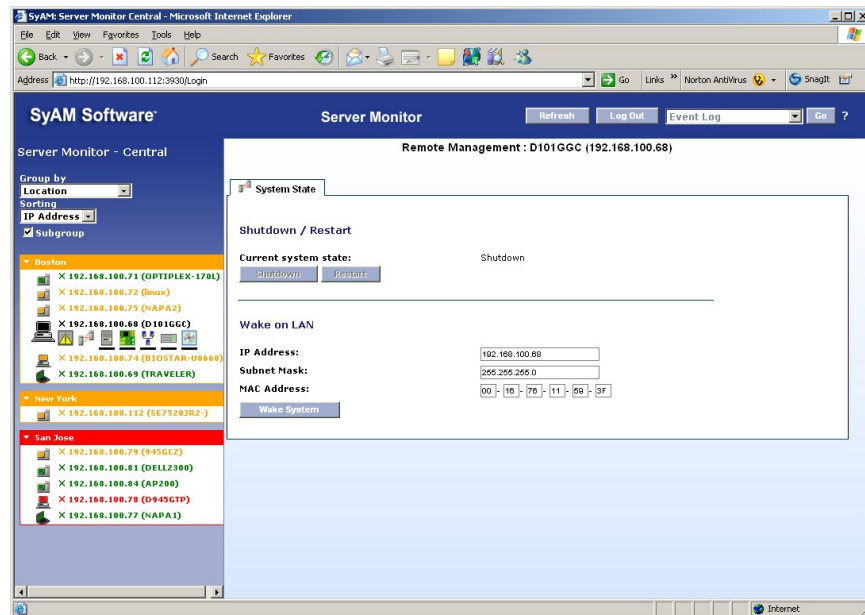 SyAM: Server Monitor Central - Microsoft Internet Explorer
File Edit View Favorites Tools Help
Back Search Favorites
Address http://192.168.100.112:3930/Login Go Links » Norton AntiVirus SnagIt
SyAM Software Server Monitor Refresh Log Out Event Log Go ?
Server Monitor - Central
Remote Management : D101GGC (192.168.100.68)
Group by
Location
Sorting
IP Address
Subgroup
Boston
X 192.168.100.71 (OPTIPLEX-170L)
X 192.168.100.72 (linux)
X 192.168.100.75 (NAPA2)
X 192.168.100.68 (D101GGC)
X 192.168.100.74 (BIOSTAR-U8668)
X 192.168.100.69 (TRAVELER)
New York
X 192.168.100.112 (SE7520JR2-)
San Jose
X 192.168.100.79 (945GCZ)
X 192.168.100.81 (DELL2300)
X 192.168.100.84 (AP200)
X 192.168.100.78 (D945GTP)
X 192.168.100.77 (NAPA1)
System State
Shutdown / Restart
Current system state: Shutdown
Shutdown Restart
Wake on LAN
IP Address: 192.168.100.68
Subnet Mask: 255.255.255.0
MAC Address: 00 - 16 - 76 - 11 - 59 - 3F
Wake System
Internet